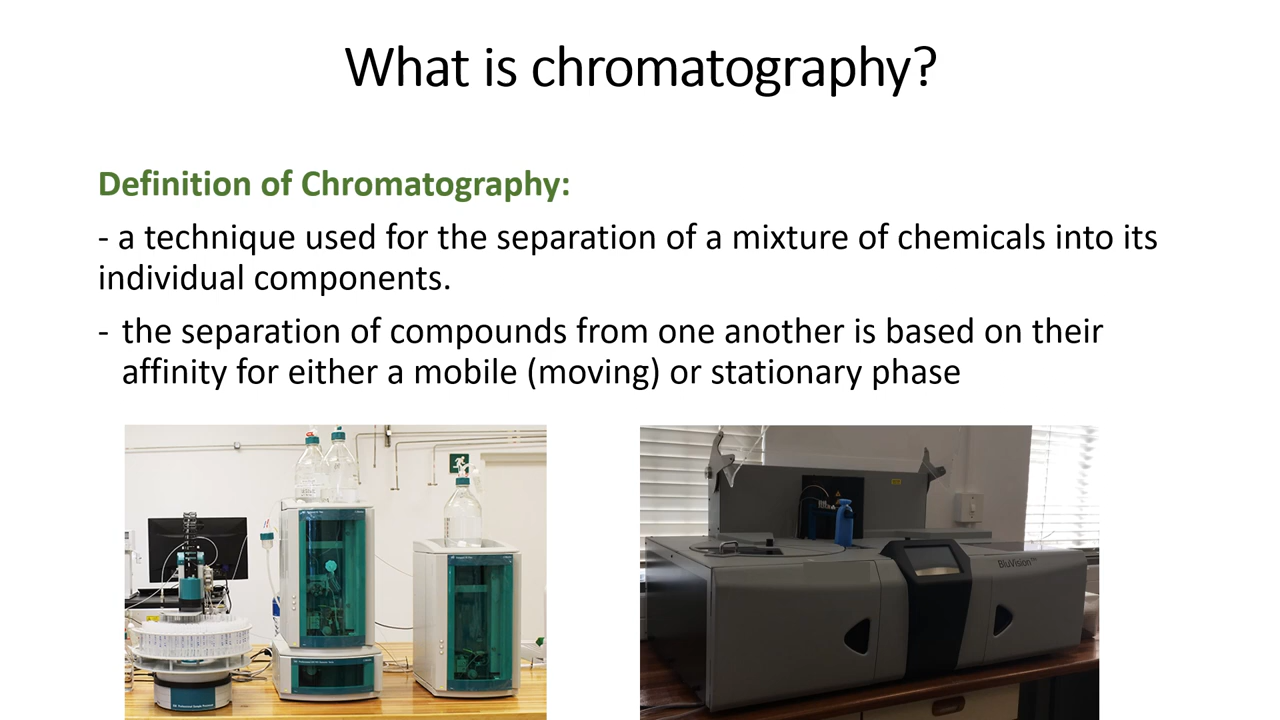 What is chromatography?
Definition of Chromatography:
- a technique used for the separation of a mixture of chemicals into its
individual components.
- the separation of compounds from one another is based on their
affinity for either a mobile (moving) or stationary phase
BluVision™